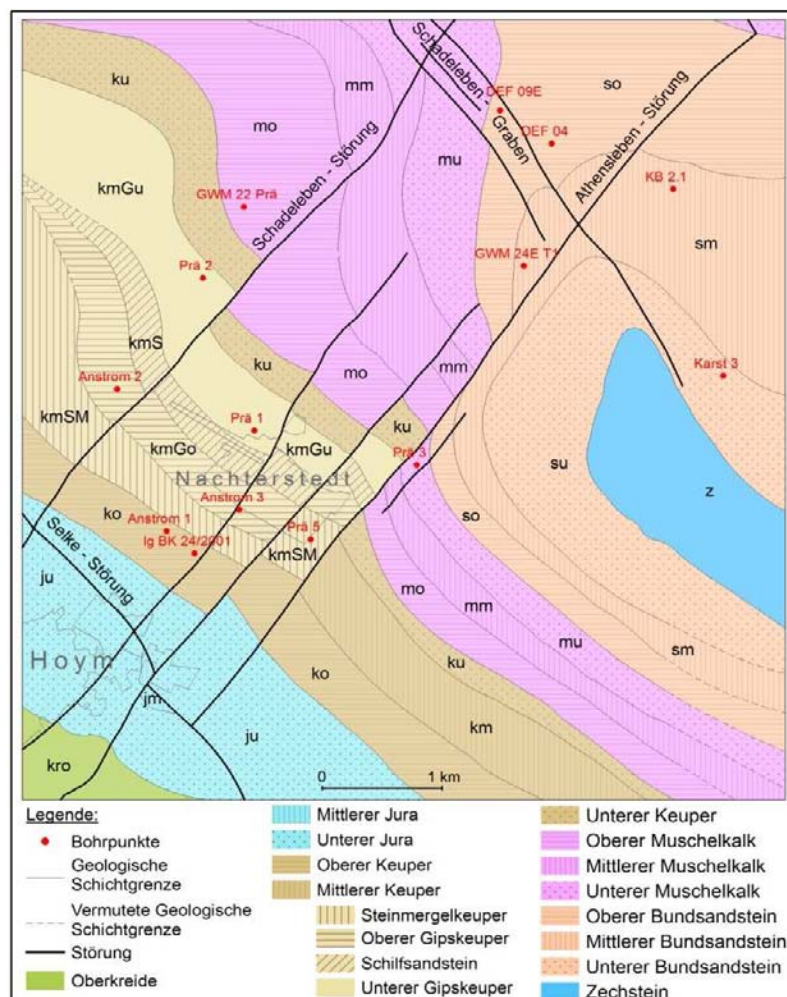 ku
mm
Schadeleben - Graben
DEF 09E
so
mo
DEF 04
mu
Athensleben - Störung
KB 2.1
kmGu
GWM 22 Prä
Schadeleben - Störung
sm
Prä 2
GWM 24E T1
kmS
ku
mo
mm
Karst 3
Anstrom 2
kmSM
Prä 1
ku
kmGo
kmGu
Prä 3
su
z
Nachterstedt
ko
Anstrom 3
so
Anstrom 1
Prä 5
Ig BK 24/2001
kmSM
Selke - Störung
ju
mo
mm
mu
sm
Hoym
ko
ku
jm
km
ju
kro
0 1 km
Legende:
Bohrpunkte
Geologische
Schichtgrenze
Vermutete Geologische
Schichtgrenze
Störung
Oberkreide
Mittlerer Jura
Unterer Jura
Oberer Keuper
Mittlerer Keuper
Steinmergelkeuper
Oberer Gipskeuper
Schilfsandstein
Unterer Gipskeuper
Unterer Keuper
Oberer Muschelkalk
Mittlerer Muschelkalk
Unterer Muschelkalk
Oberer Bundsandstein
Mittlerer Bundsandstein
Unterer Bundsandstein
Zechstein